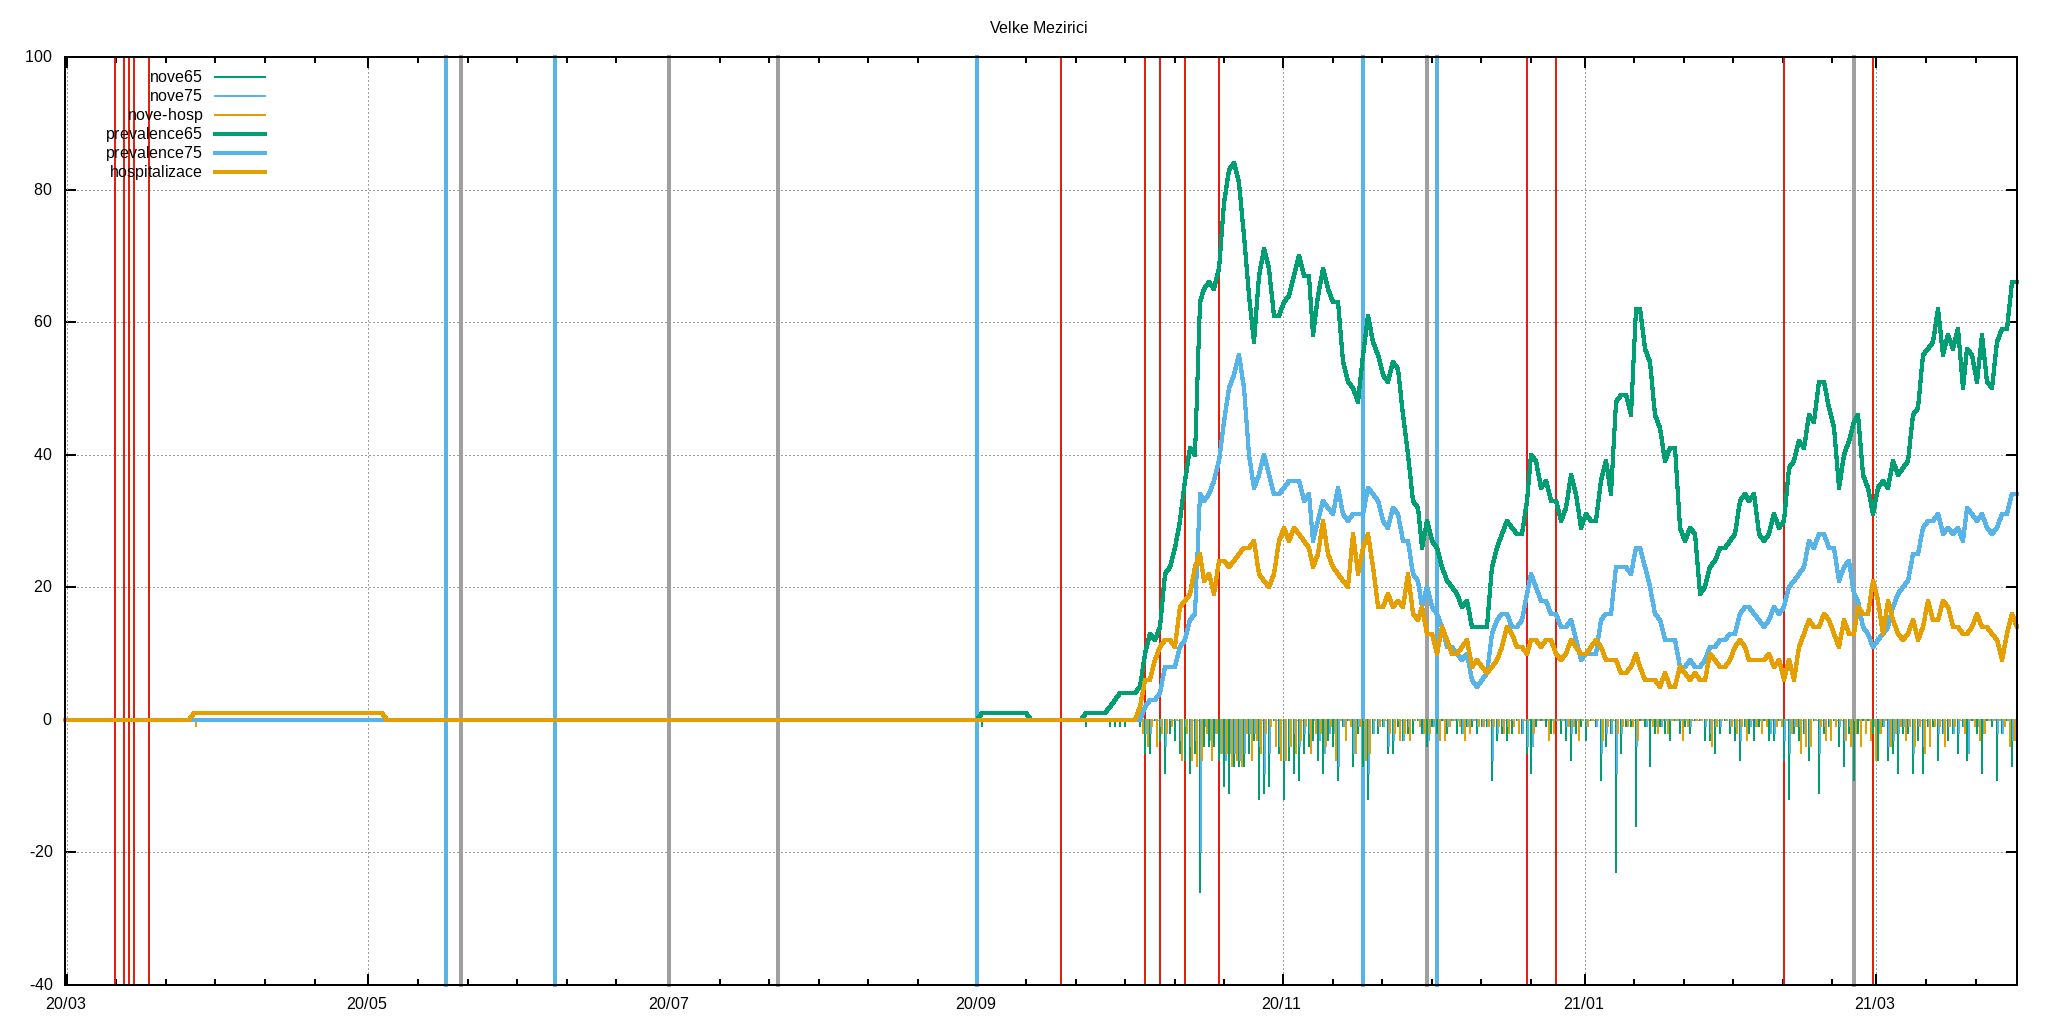 Velke Mezirici
100
80
60
40
20
0
-20
-40
nove65
nove75
nove-hosp
prevalence65
prevalence75
hospitalizace
20/03 20/05 20/07 20/09 20/11 21/01 21/03